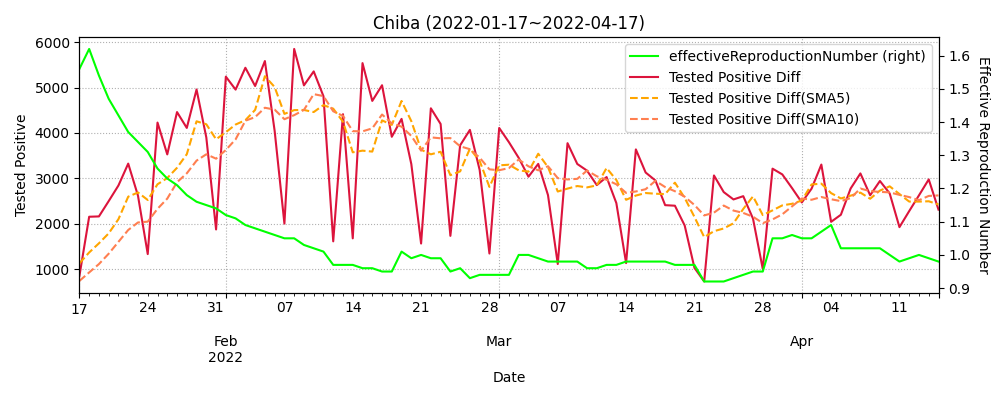 Chiba (2022-01-17~2022-04-17)
effectiveReproductionNumber (right)
Tested Positive Diff
Tested Positive Diff(SMA5)
Tested Positive Diff(SMA10)
Tested Positive
6000
5000
4000
3000
2000
1000
Effective Reproduction Number
1.6
1.5
1.4
1.3
1.2
1.1
1.0
0.9
17 24 31 07 14 21 28 07 14 21 28 04 11
Feb Mar Apr
2022
Date